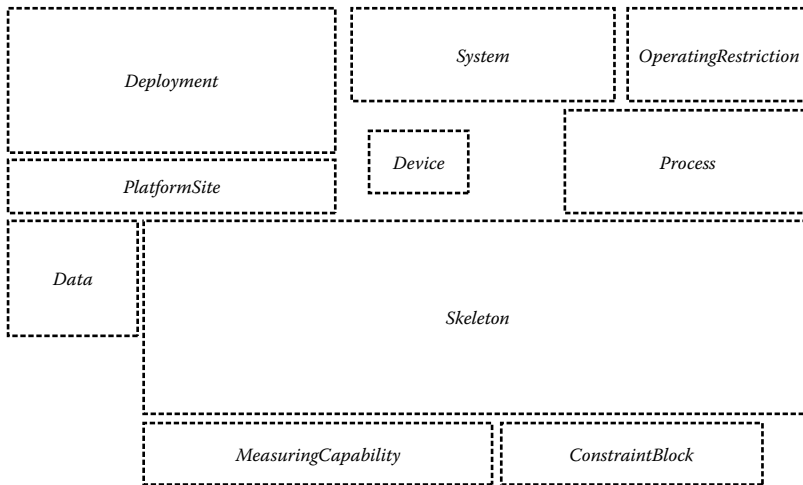 Deployment
System
OperatingRestriction
PlatformSite
Device
Process
Data
Skeleton
MeasuringCapability
ConstraintBlock